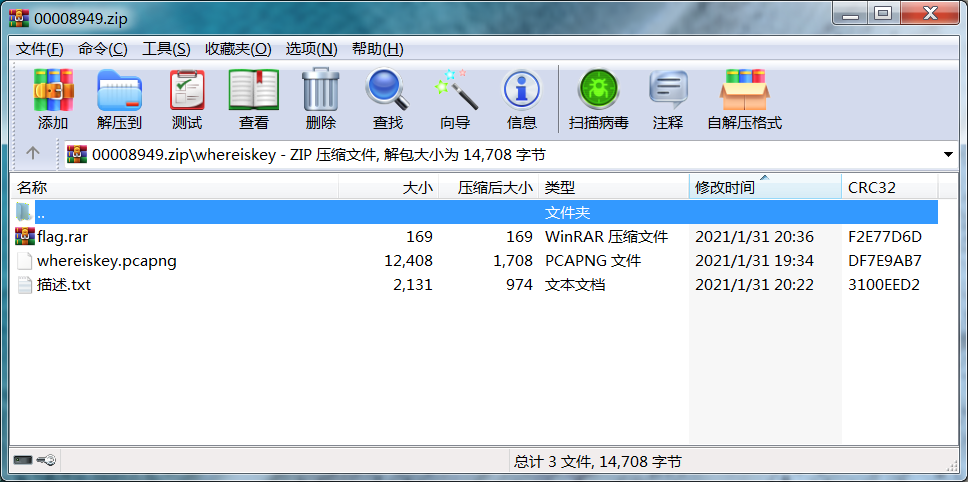 00008949.zip
文件(F) 命令(C) 工具(S) 收藏夹(O) 选项(N) 帮助(H)
添加 解压到 测试 查看 删除 查找 向导 信息 扫描病毒 注释 自解压格式
00008949.zip\whereiskey - ZIP 压缩文件, 解包大小为 14,708 字节
名称 大小 压缩后大小 类型 修改时间 CRC32
.. 文件夹
flag.rar 169 169 WinRAR 压缩文件 2021/1/31 20:36 F2E77D6D
whereiskey.pcapng 12,408 1,708 PCAPNG 文件 2021/1/31 19:34 DF7E9AB7
描述.txt 2,131 974 文本文档 2021/1/31 20:22 3100EED2
总计 3 文件, 14,708 字节